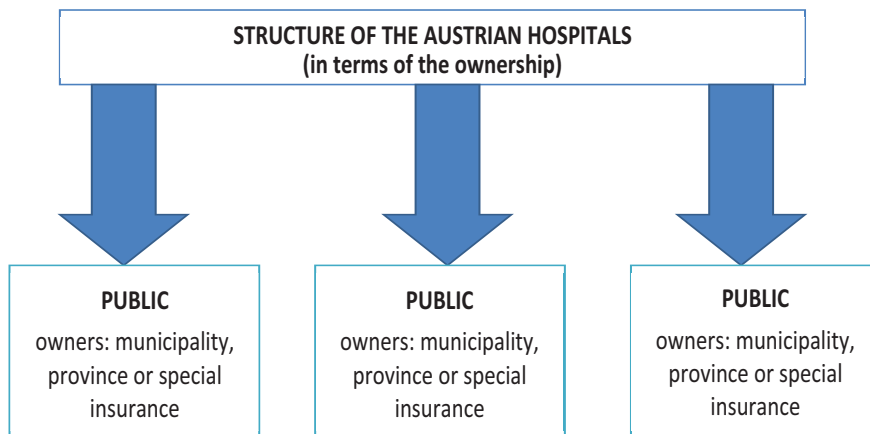 STRUCTURE OF THE AUSTRIAN HOSPITALS
(in terms of the ownership)
PUBLIC
owners: municipality,
province or special
insurance
PUBLIC
owners: municipality,
province or special
insurance
PUBLIC
owners: municipality,
province or special
insurance